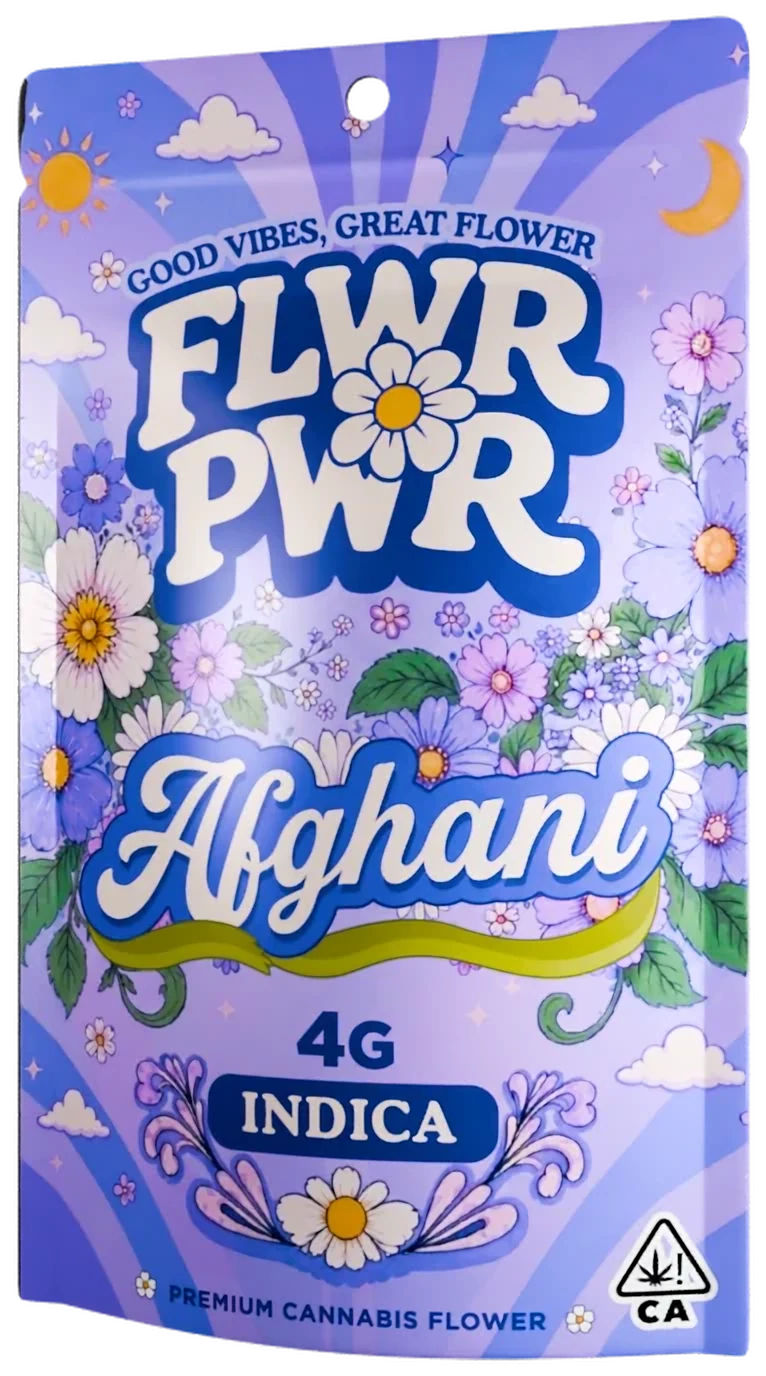 GOOD VIBES, GREAT FLOWER
FLWR
PWR
Afghani
4G
INDICA
PREMIUM CANNABIS FLOWER
!
CA